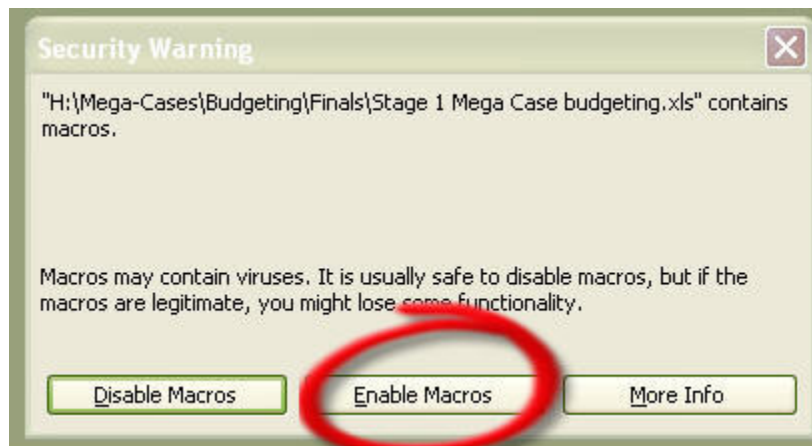 Security Warning
"H:\Mega-Cases\Budgeting\Finals\Stage 1 Mega Case budgeting.xls" contains
macros.
Macros may contain viruses. It is usually safe to disable macros, but if the
macros are legitimate, you might lose some functionality.
Disable Macros
Enable Macros
More Info